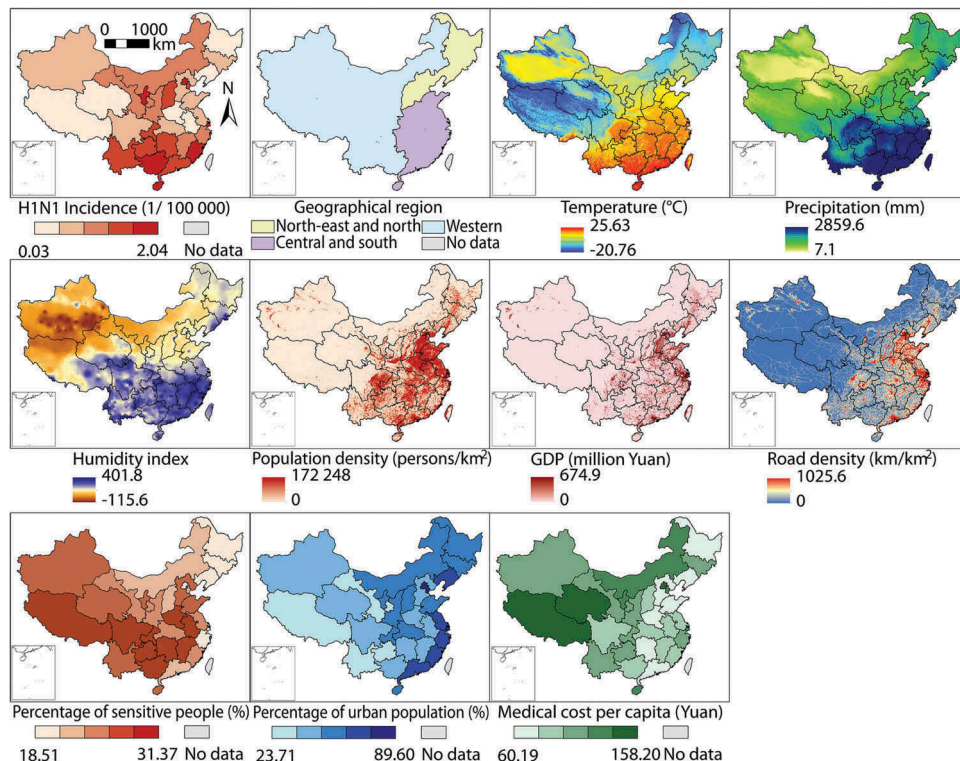 0 1000
km
N
H1N1 Incidence (1/ 100 000)
0.03 2.04 No data
Geographical region
North-east and north Western
Central and south No data
Temperature (°C)
25.63
-20.76
Precipitation (mm)
2859.6
7.1
Humidity index
401.8
-115.6
Population density (persons/km²)
172 248
0
GDP (million Yuan)
674.9
0
Road density (km/km²)
1025.6
0
Percentage of sensitive people (%)
18.51 31.37 No data
Percentage of urban population (%)
23.71 89.60 No data
Medical cost per capita (Yuan)
60.19 158.20 No data